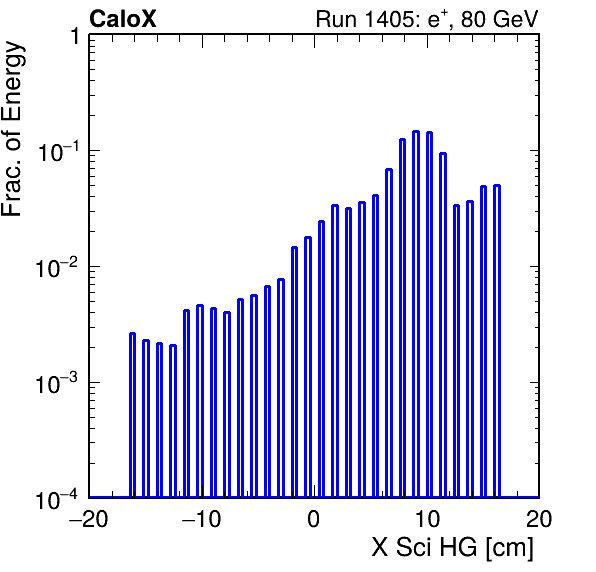 CaloX Run 1405: e⁺, 80 GeV
Frac. of Energy
1
10⁻¹
10⁻²
10⁻³
10⁻⁴
−20 −10 0 10 20
X Sci HG [cm]